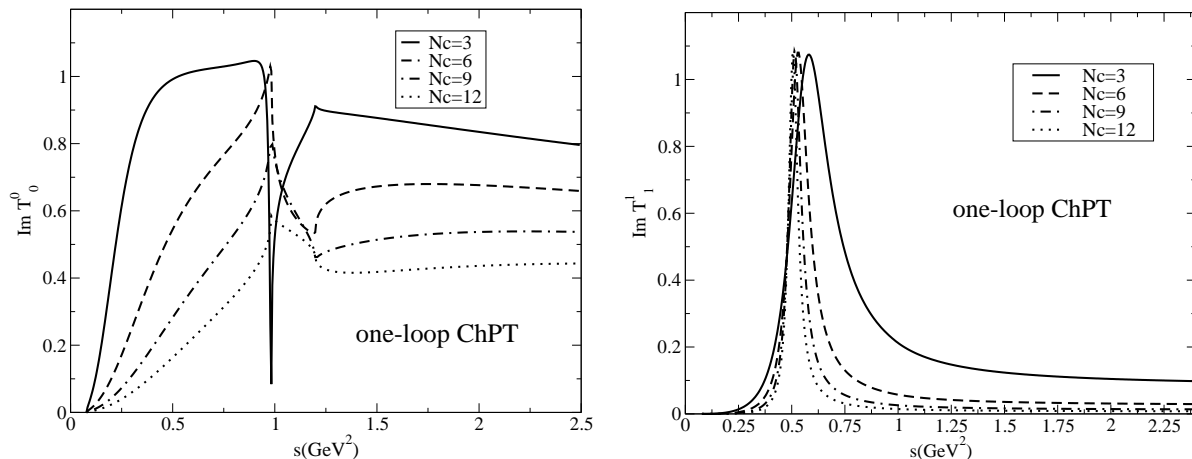 Nc=3
Nc=6
Nc=9
Nc=12
1
0.8
0.6
0.4
0.2
0
Im T⁰₀
one-loop ChPT
0 0.5 1 1.5 2 2.5
s(GeV²)
Nc=3
Nc=6
Nc=9
Nc=12
1
0.8
0.6
0.4
0.2
0
Im T¹₁
one-loop ChPT
0 0.25 0.5 0.75 1 1.25 1.5 1.75 2 2.25
s(GeV²)